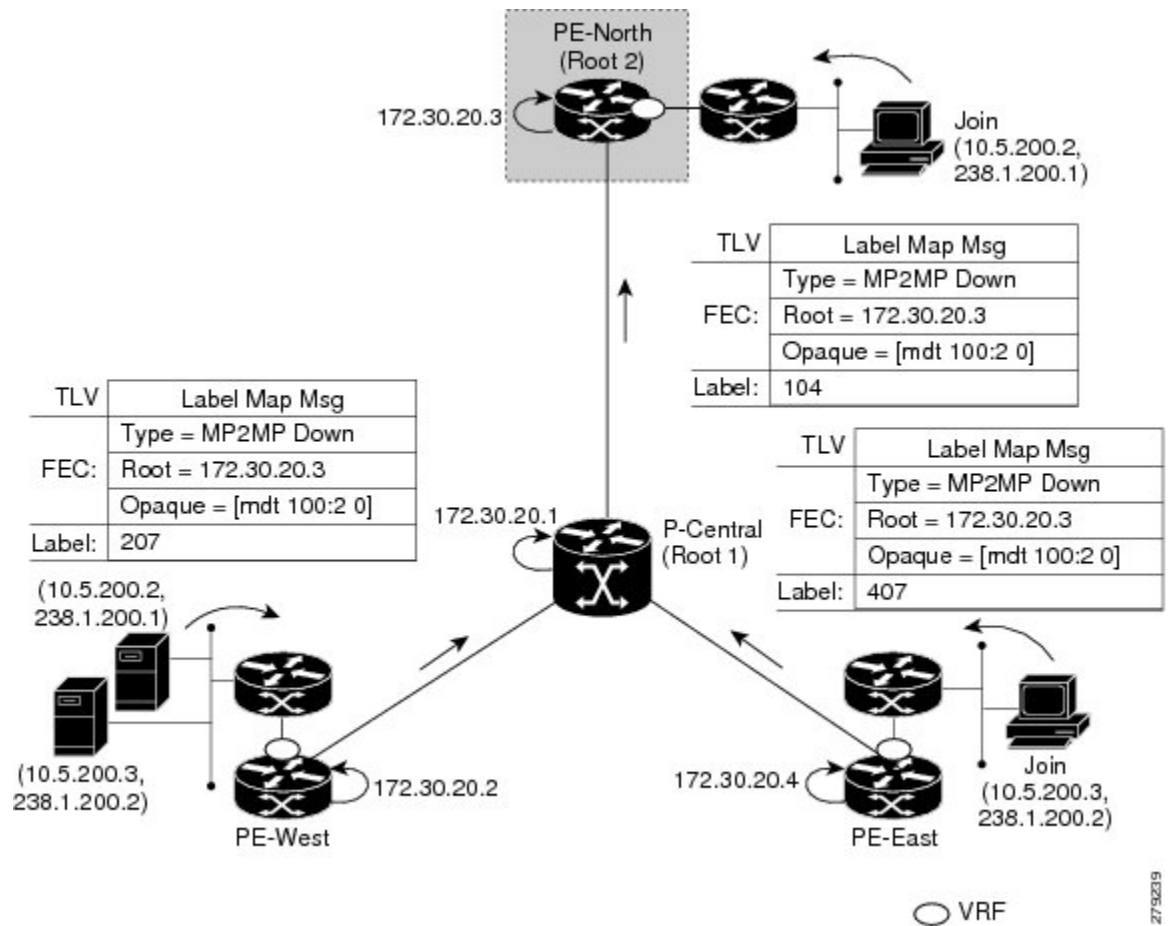 PE-North
(Root 2)
172.30.20.3
Join
(10.5.200.2,
238.1.200.1)
TLV
Label Map Msg
FEC:
Type = MP2MP Down
Root = 172.30.20.3
Opaque = [mdt 100:2 0]
Label:
104
TLV
Label Map Msg
FEC:
Type = MP2MP Down
Root = 172.30.20.3
Opaque = [mdt 100:2 0]
Label:
207
TLV
Label Map Msg
FEC:
Type = MP2MP Down
Root = 172.30.20.3
Opaque = [mdt 100:2 0]
Label:
407
172.30.20.1
P-Central
(Root 1)
(10.5.200.2,
238.1.200.1)
(10.5.200.3,
238.1.200.2)
172.30.20.2
PE-West
172.30.20.4
PE-East
Join
(10.5.200.3,
238.1.200.2)
VRF
279239